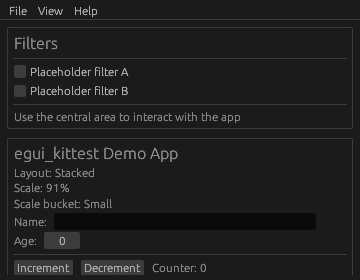 File View Help
Filters
Placeholder filter A
Placeholder filter B
Use the central area to interact with the app
egui_kittest Demo App
Layout: Stacked
Scale: 91%
Scale bucket: Small
Name:
Age: 0
Increment Decrement Counter: 0